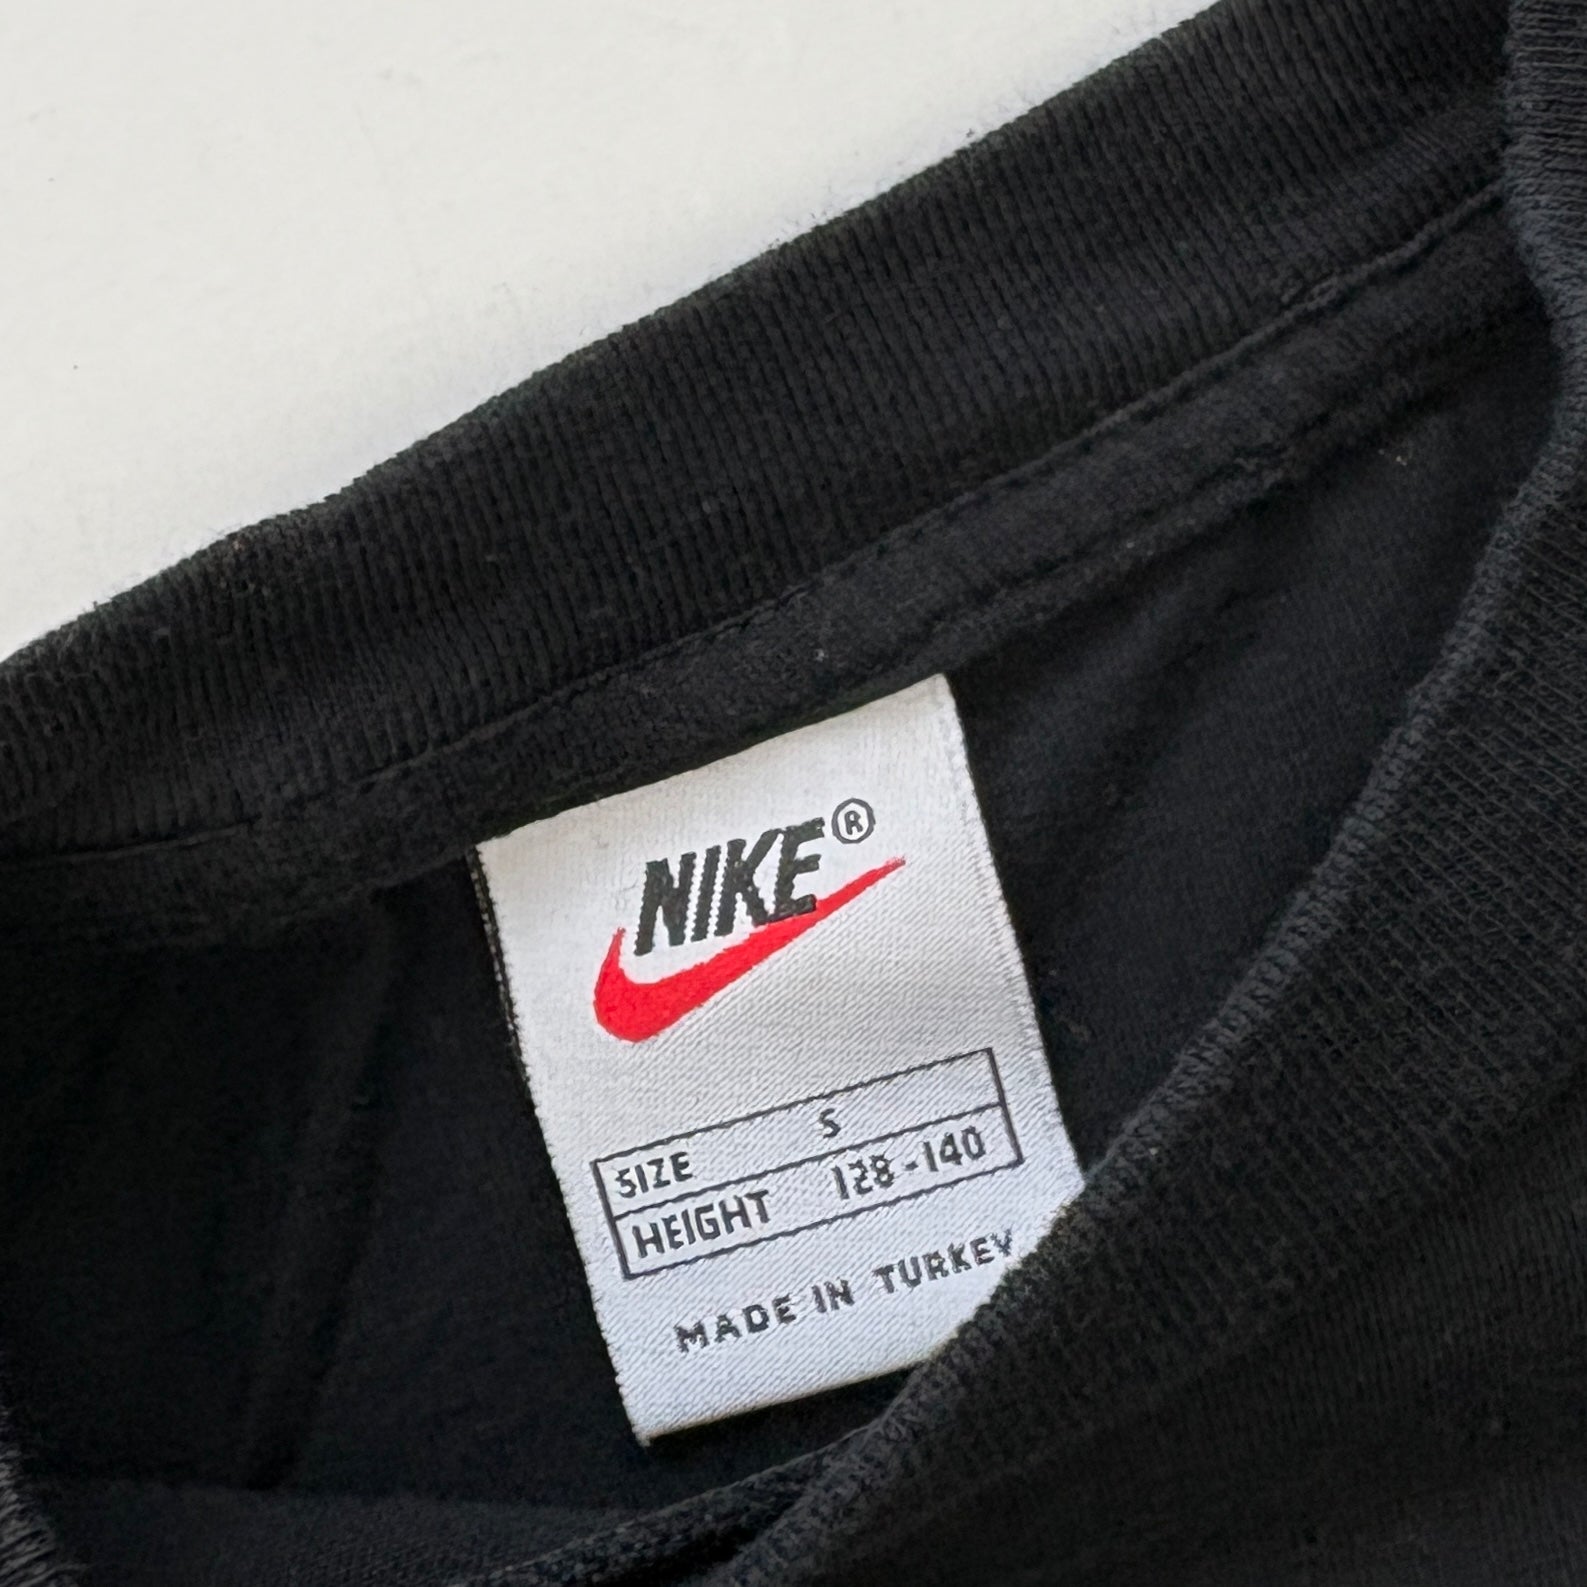 NIKE®
SIZE S
HEIGHT 128-140
MADE IN TURKEY